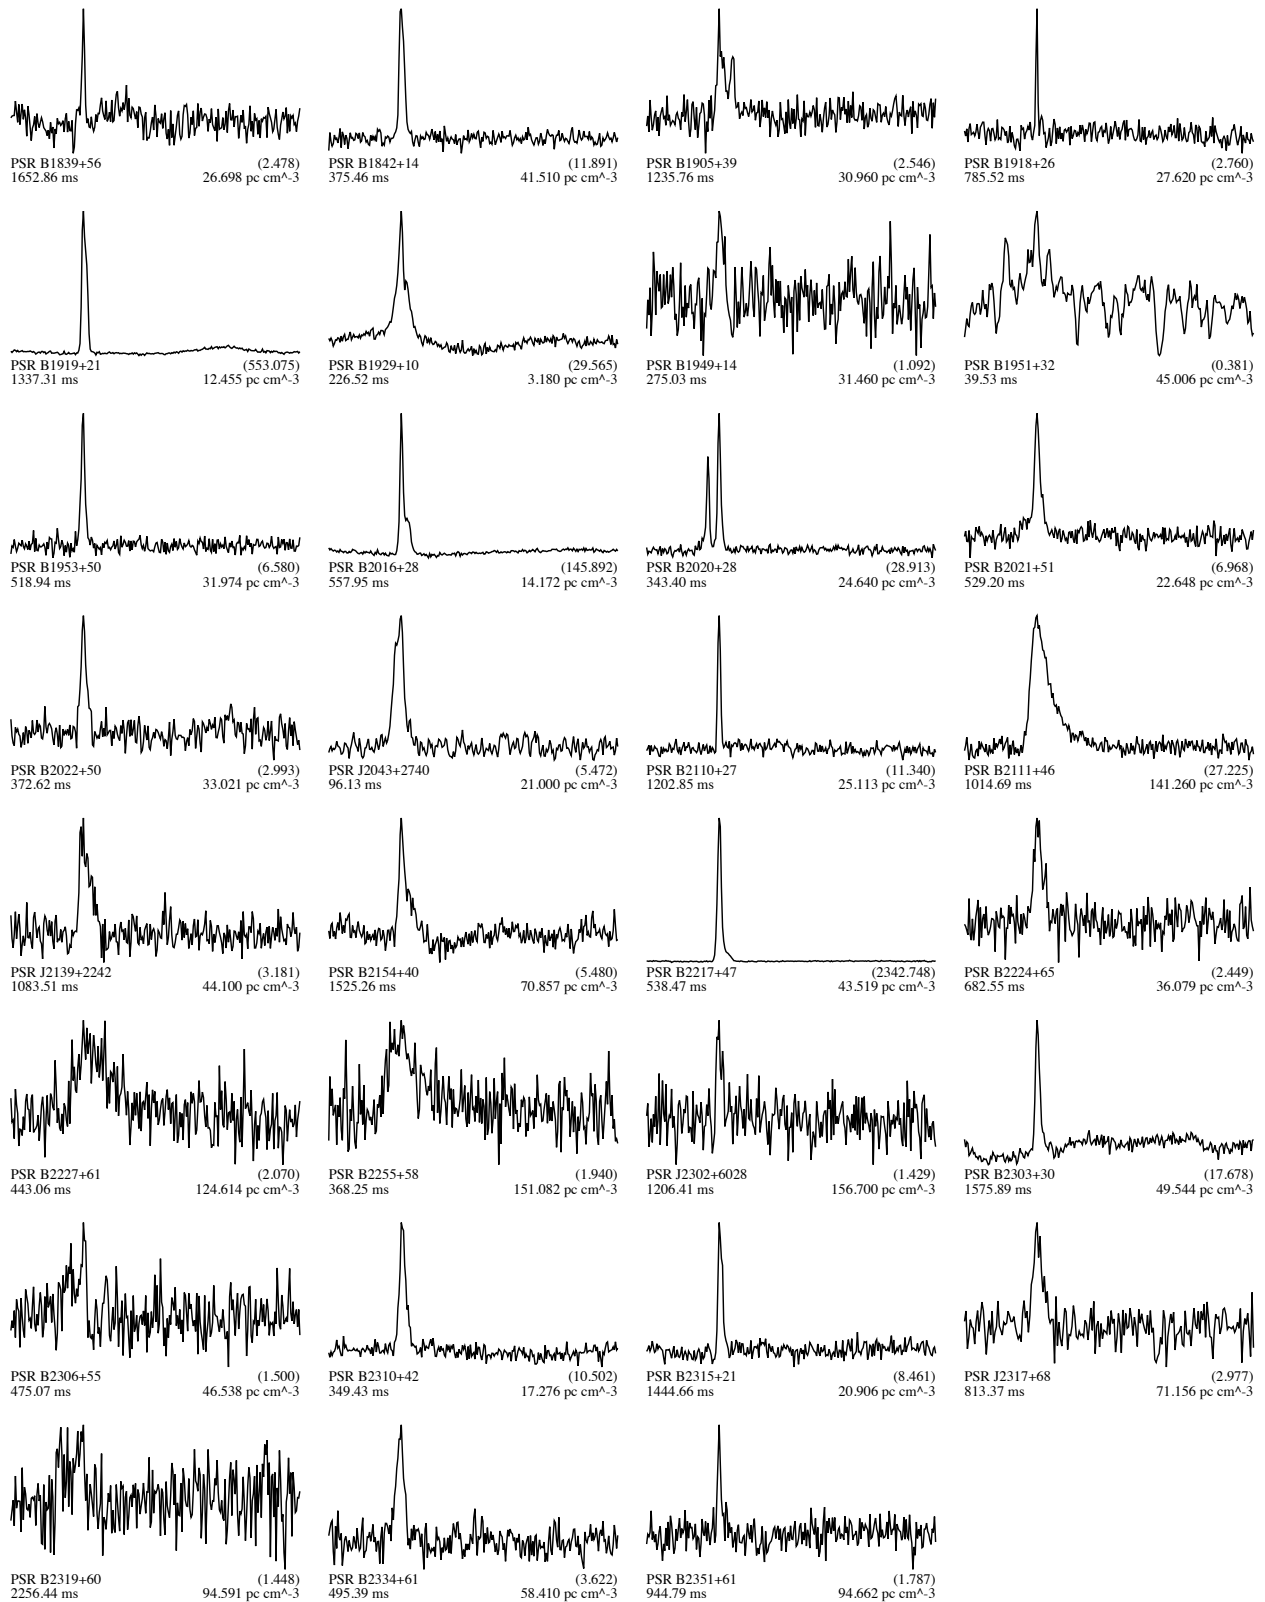 PSR B1839+56 (2.478)
1652.86 ms 26.698 pc cm^-3
PSR B1842+14 (11.891)
375.46 ms 41.510 pc cm^-3
PSR B1905+39 (2.546)
1235.76 ms 30.960 pc cm^-3
PSR B1918+26 (2.760)
785.52 ms 27.620 pc cm^-3
PSR B1919+21 (553.075)
1337.31 ms 12.455 pc cm^-3
PSR B1929+10 (29.565)
226.52 ms 3.180 pc cm^-3
PSR B1949+14 (1.092)
275.03 ms 31.460 pc cm^-3
PSR B1951+32 (0.381)
39.53 ms 45.006 pc cm^-3
PSR B1953+50 (6.580)
518.94 ms 31.974 pc cm^-3
PSR B2016+28 (145.892)
557.95 ms 14.172 pc cm^-3
PSR B2020+28 (28.913)
343.40 ms 24.640 pc cm^-3
PSR B2021+51 (6.968)
529.20 ms 22.648 pc cm^-3
PSR B2022+50 (2.993)
372.62 ms 33.021 pc cm^-3
PSR J2043+2740 (5.472)
96.13 ms 21.000 pc cm^-3
PSR B2110+27 (11.340)
1202.85 ms 25.113 pc cm^-3
PSR B2111+46 (27.225)
1014.69 ms 141.260 pc cm^-3
PSR J2139+2242 (3.181)
1083.51 ms 44.100 pc cm^-3
PSR B2154+40 (5.480)
1525.26 ms 70.857 pc cm^-3
PSR B2217+47 (2342.748)
538.47 ms 43.519 pc cm^-3
PSR B2224+65 (2.449)
682.55 ms 36.079 pc cm^-3
PSR B2227+61 (2.070)
443.06 ms 124.614 pc cm^-3
PSR B2255+58 (1.940)
368.25 ms 151.082 pc cm^-3
PSR J2302+6028 (1.429)
1206.41 ms 156.700 pc cm^-3
PSR B2303+30 (17.678)
1575.89 ms 49.544 pc cm^-3
PSR B2306+55 (1.500)
475.07 ms 46.538 pc cm^-3
PSR B2310+42 (10.502)
349.43 ms 17.276 pc cm^-3
PSR B2315+21 (8.461)
1444.66 ms 20.906 pc cm^-3
PSR J2317+68 (2.977)
813.37 ms 71.156 pc cm^-3
PSR B2319+60 (1.448)
2256.44 ms 94.591 pc cm^-3
PSR B2334+61 (3.622)
495.39 ms 58.410 pc cm^-3
PSR B2351+61 (1.787)
944.79 ms 94.662 pc cm^-3